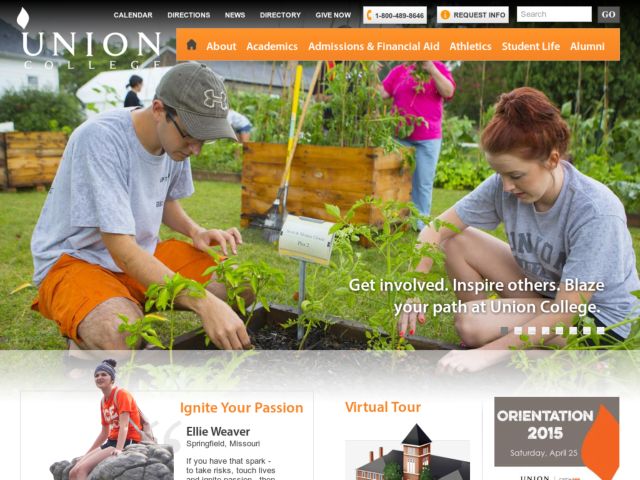 CALENDAR DIRECTIONS NEWS DIRECTORY GIVE NOW 1-800-489-8646 REQUEST INFO Search GO
UNION
COLLEGE
About Academics Admissions & Financial Aid Athletics Student Life Alumni
Get involved. Inspire others. Blaze
your path at Union College.
Ignite Your Passion
Ellie Weaver
Springfield, Missouri
If you have that spark -
to take risks, touch lives
and ignite passion - then
Virtual Tour
ORIENTATION
2015
Saturday, April 25
UNION